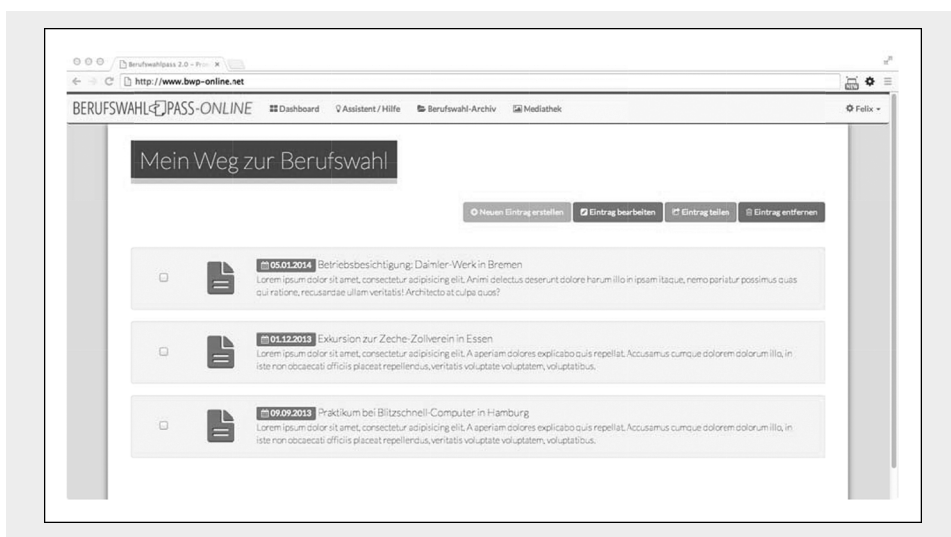 Berufswahlpass 2.0 –
http://www.bwp-online.net
NEW
BERUFSWAHLPASS-ONLINE Dashboard Assistent / Hilfe Berufswahl-Archiv Mediathek Felix
Mein Weg zur Berufswahl
Neuen Eintrag erstellen Eintrag bearbeiten Eintrag teilen Eintrag entfernen
05.01.2014 Betriebsbesichtigung: Daimler-Werk in Bremen
Lorem ipsum dolor sit amet, consectetur adipisicing elit. Animi delectus deserunt dolore harum illo in ipsam itaque, nemo pariatur possimus quas
qui ratione, recusandae ullam veritatis! Architecto at culpa quos?
01.12.2013 Exkursion zur Zeche-Zollverein in Essen
Lorem ipsum dolor sit amet, consectetur adipisicing elit. A aperiam dolores explicabo quis repellat. Accusamus cumque dolorem dolorum illo, in
iste non obcaecati officiis placeat repellendus, veritatis voluptate voluptatem, voluptatibus.
09.09.2013 Praktikum bei Blitzschnell-Computer in Hamburg
Lorem ipsum dolor sit amet, consectetur adipisicing elit. A aperiam dolores explicabo quis repellat. Accusamus cumque dolorem dolorum illo, in
iste non obcaecati officiis placeat repellendus, veritatis voluptate voluptatem, voluptatibus.